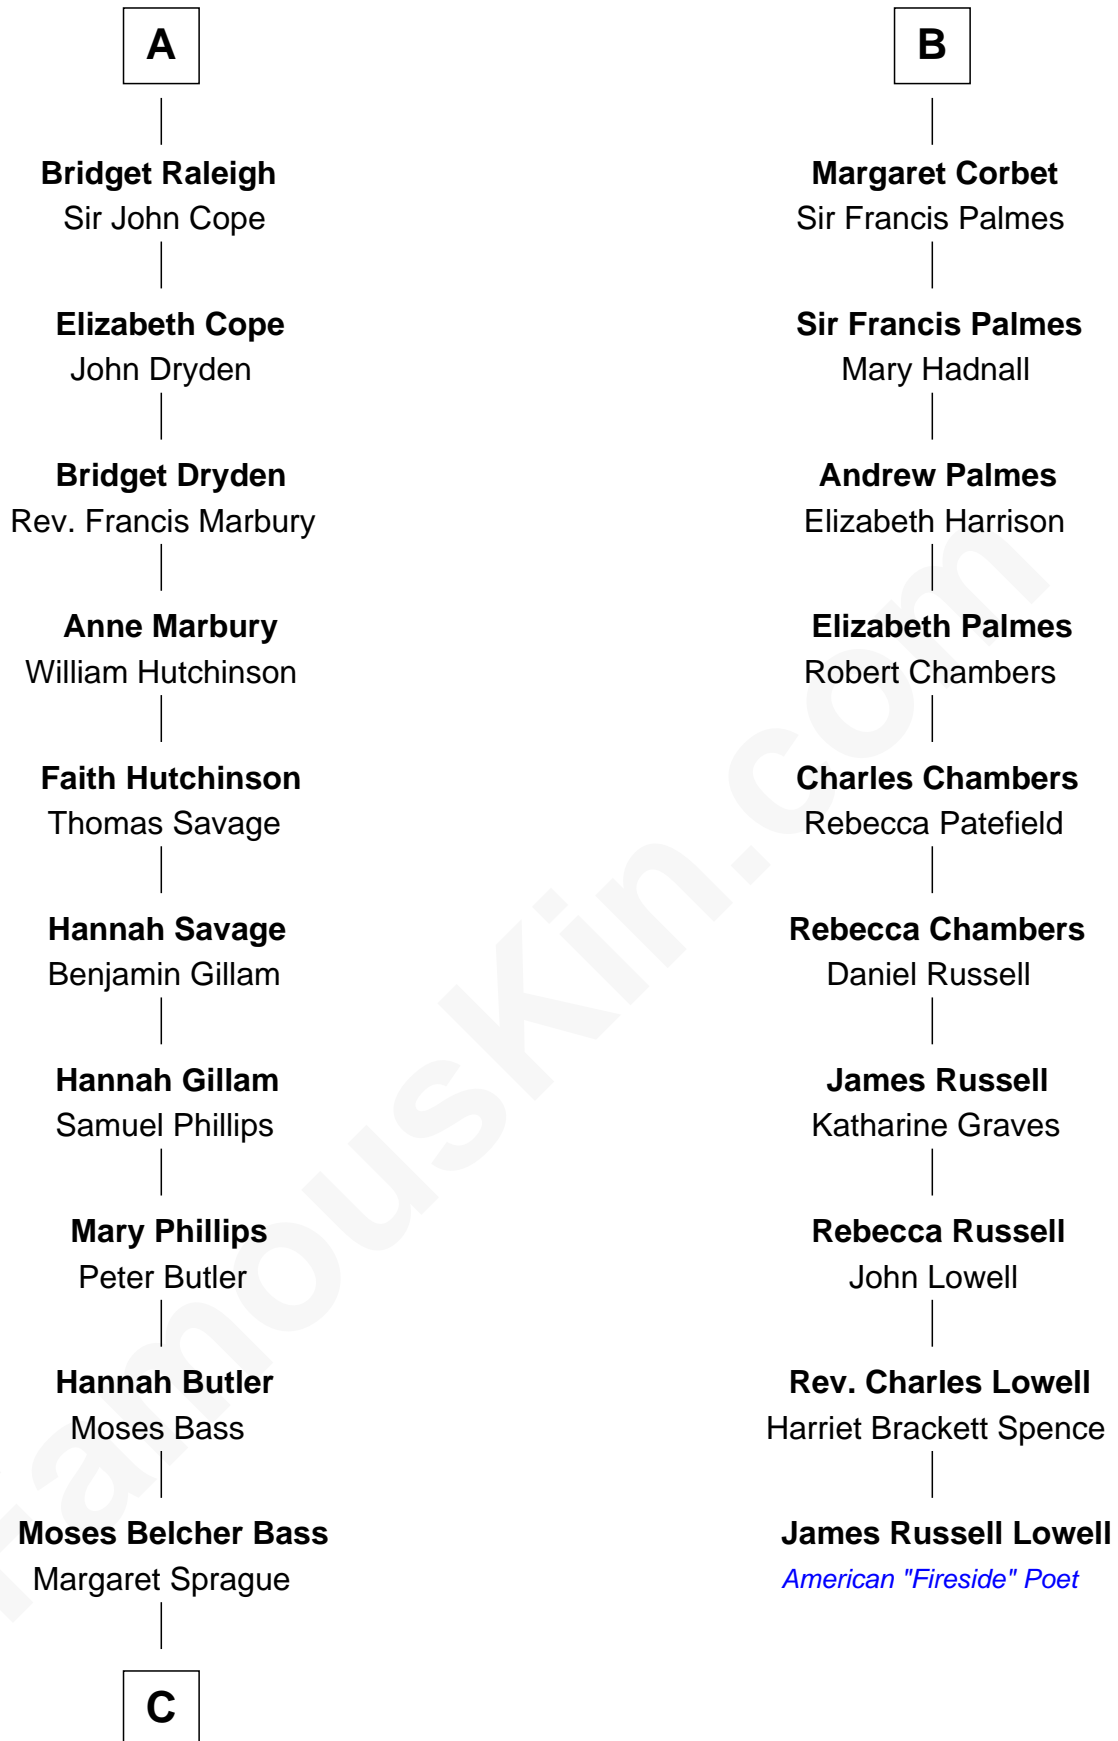 A
Bridget Raleigh
Sir John Cope
Elizabeth Cope
John Dryden
Bridget Dryden
Rev. Francis Marbury
Anne Marbury
William Hutchinson
Faith Hutchinson
Thomas Savage
Hannah Savage
Benjamin Gillam
Hannah Gillam
Samuel Phillips
Mary Phillips
Peter Butler
Hannah Butler
Moses Bass
Moses Belcher Bass
Margaret Sprague
C
B
Margaret Corbet
Sir Francis Palmes
Sir Francis Palmes
Mary Hadnall
Andrew Palmes
Elizabeth Harrison
Elizabeth Palmes
Robert Chambers
Charles Chambers
Rebecca Patefield
Rebecca Chambers
Daniel Russell
James Russell
Katharine Graves
Rebecca Russell
John Lowell
Rev. Charles Lowell
Harriet Brackett Spence
James Russell Lowell
American "Fireside" Poet
FamousKin.com